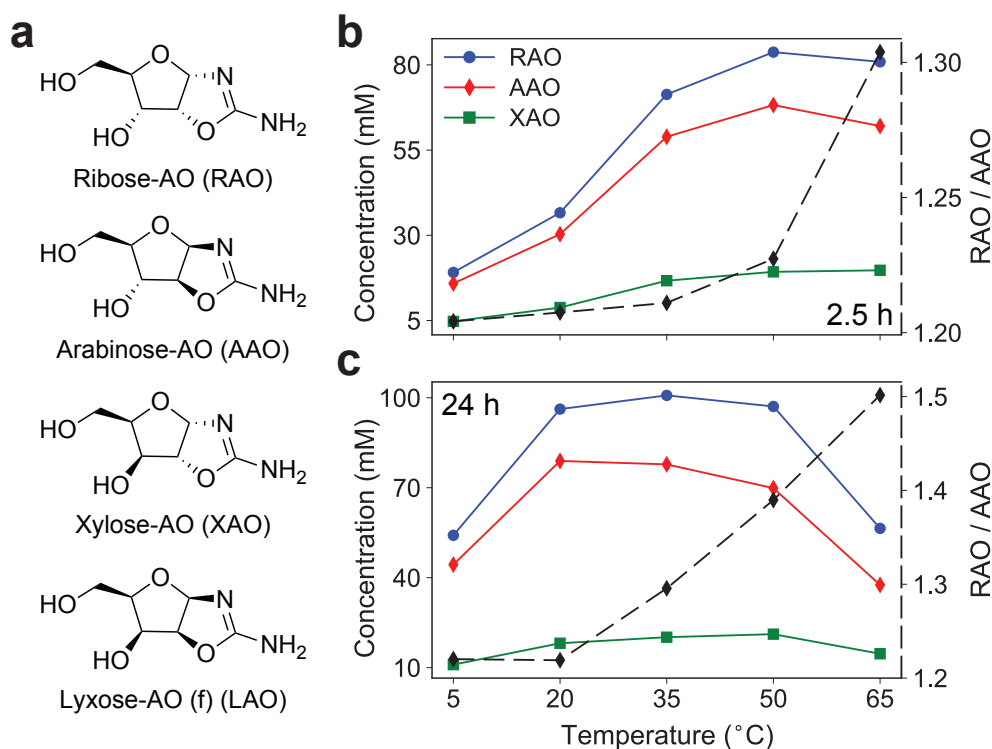 a
HO
O
N
O
NH2
HO
Ribose-AO (RAO)
HO
O
N
O
NH2
HO
Arabinose-AO (AAO)
HO
O
N
O
NH2
HO
Xylose-AO (XAO)
HO
O
N
O
NH2
HO
Lyxose-AO (f) (LAO)
b
RAO
AAO
XAO
80
55
30
5
Concentration (mM)
1.30
1.25
1.20
RAO / AAO
2.5 h
c
24 h
100
70
40
10
Concentration (mM)
1.5
1.4
1.3
1.2
RAO / AAO
5 20 35 50 65
Temperature (°C)